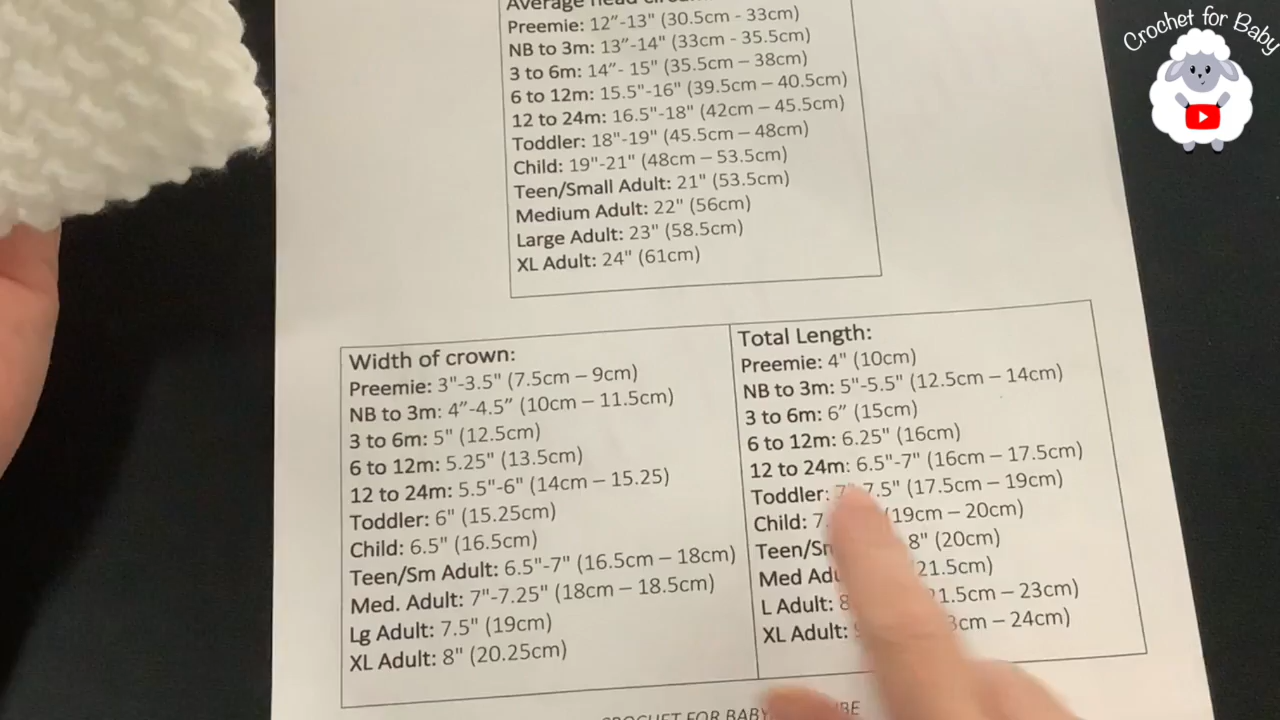 Crochet for Baby
Average head
Preemie: 12”-13" (30.5cm - 33cm)
NB to 3m: 13”-14" (33cm - 35.5cm)
3 to 6m: 14”- 15" (35.5cm – 38cm)
6 to 12m: 15.5"-16" (39.5cm – 40.5cm)
12 to 24m: 16.5"-18" (42cm – 45.5cm)
Toddler: 18"-19" (45.5cm – 48cm)
Child: 19"-21" (48cm – 53.5cm)
Teen/Small Adult: 21" (53.5cm)
Medium Adult: 22" (56cm)
Large Adult: 23" (58.5cm)
XL Adult: 24" (61cm)
Width of crown:
Preemie: 3"-3.5" (7.5cm – 9cm)
NB to 3m: 4”-4.5” (10cm – 11.5cm)
3 to 6m: 5" (12.5cm)
6 to 12m: 5.25" (13.5cm)
12 to 24m: 5.5"-6" (14cm – 15.25)
Toddler: 6" (15.25cm)
Child: 6.5" (16.5cm)
Teen/Sm Adult: 6.5"-7" (16.5cm – 18cm)
Med. Adult: 7"-7.25" (18cm – 18.5cm)
Lg Adult: 7.5" (19cm)
XL Adult: 8" (20.25cm)
Total Length:
Preemie: 4" (10cm)
NB to 3m: 5"-5.5" (12.5cm – 14cm)
3 to 6m: 6” (15cm)
6 to 12m: 6.25" (16cm)
12 to 24m: 6.5"-7" (16cm – 17.5cm)
Toddler: 7.5" (17.5cm – 19cm)
Child: (19cm – 20cm)
8" (20cm)
Med 21.5cm)
L Adult: – 23cm)
XL Adult: – 24cm)
FOR BABY